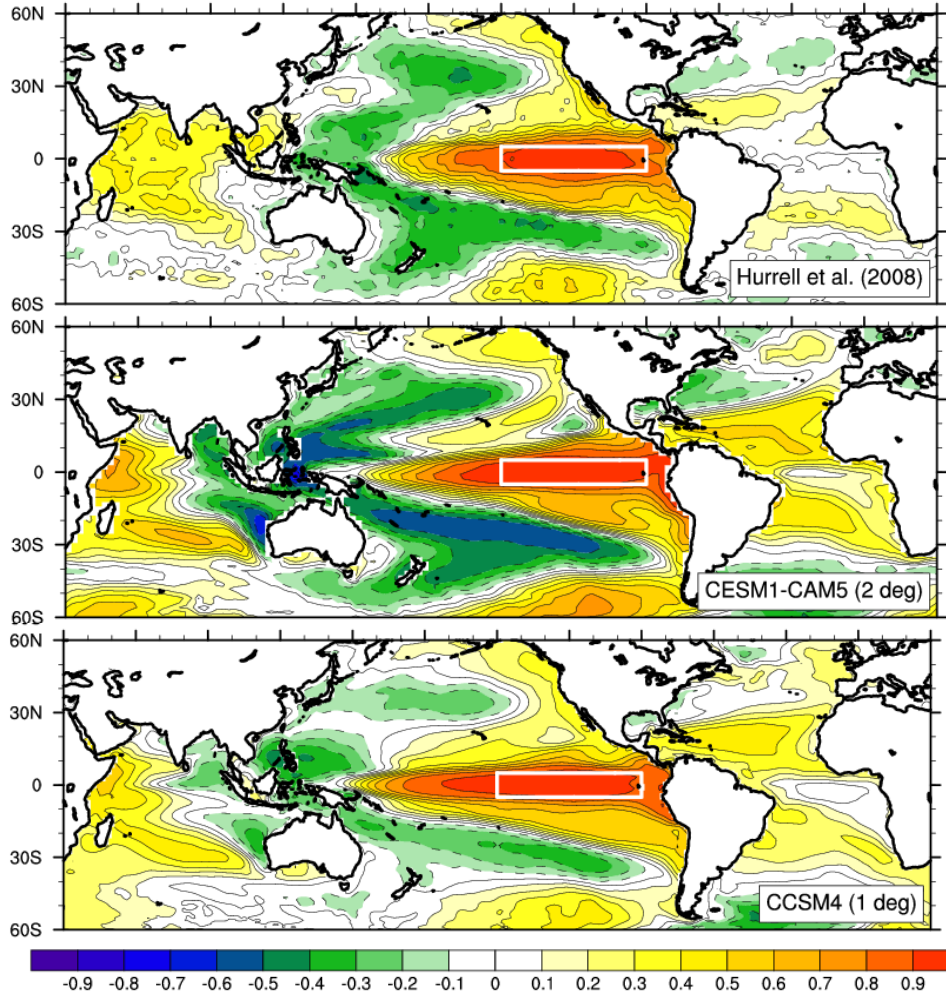 60N
30N
0
30S
60S
Hurrell et al. (2008)
60N
30N
0
30S
60S
CESM1-CAM5 (2 deg)
60N
30N
0
30S
60S
CCSM4 (1 deg)
-0.9 -0.8 -0.7 -0.6 -0.5 -0.4 -0.3 -0.2 -0.1 0 0.1 0.2 0.3 0.4 0.5 0.6 0.7 0.8 0.9